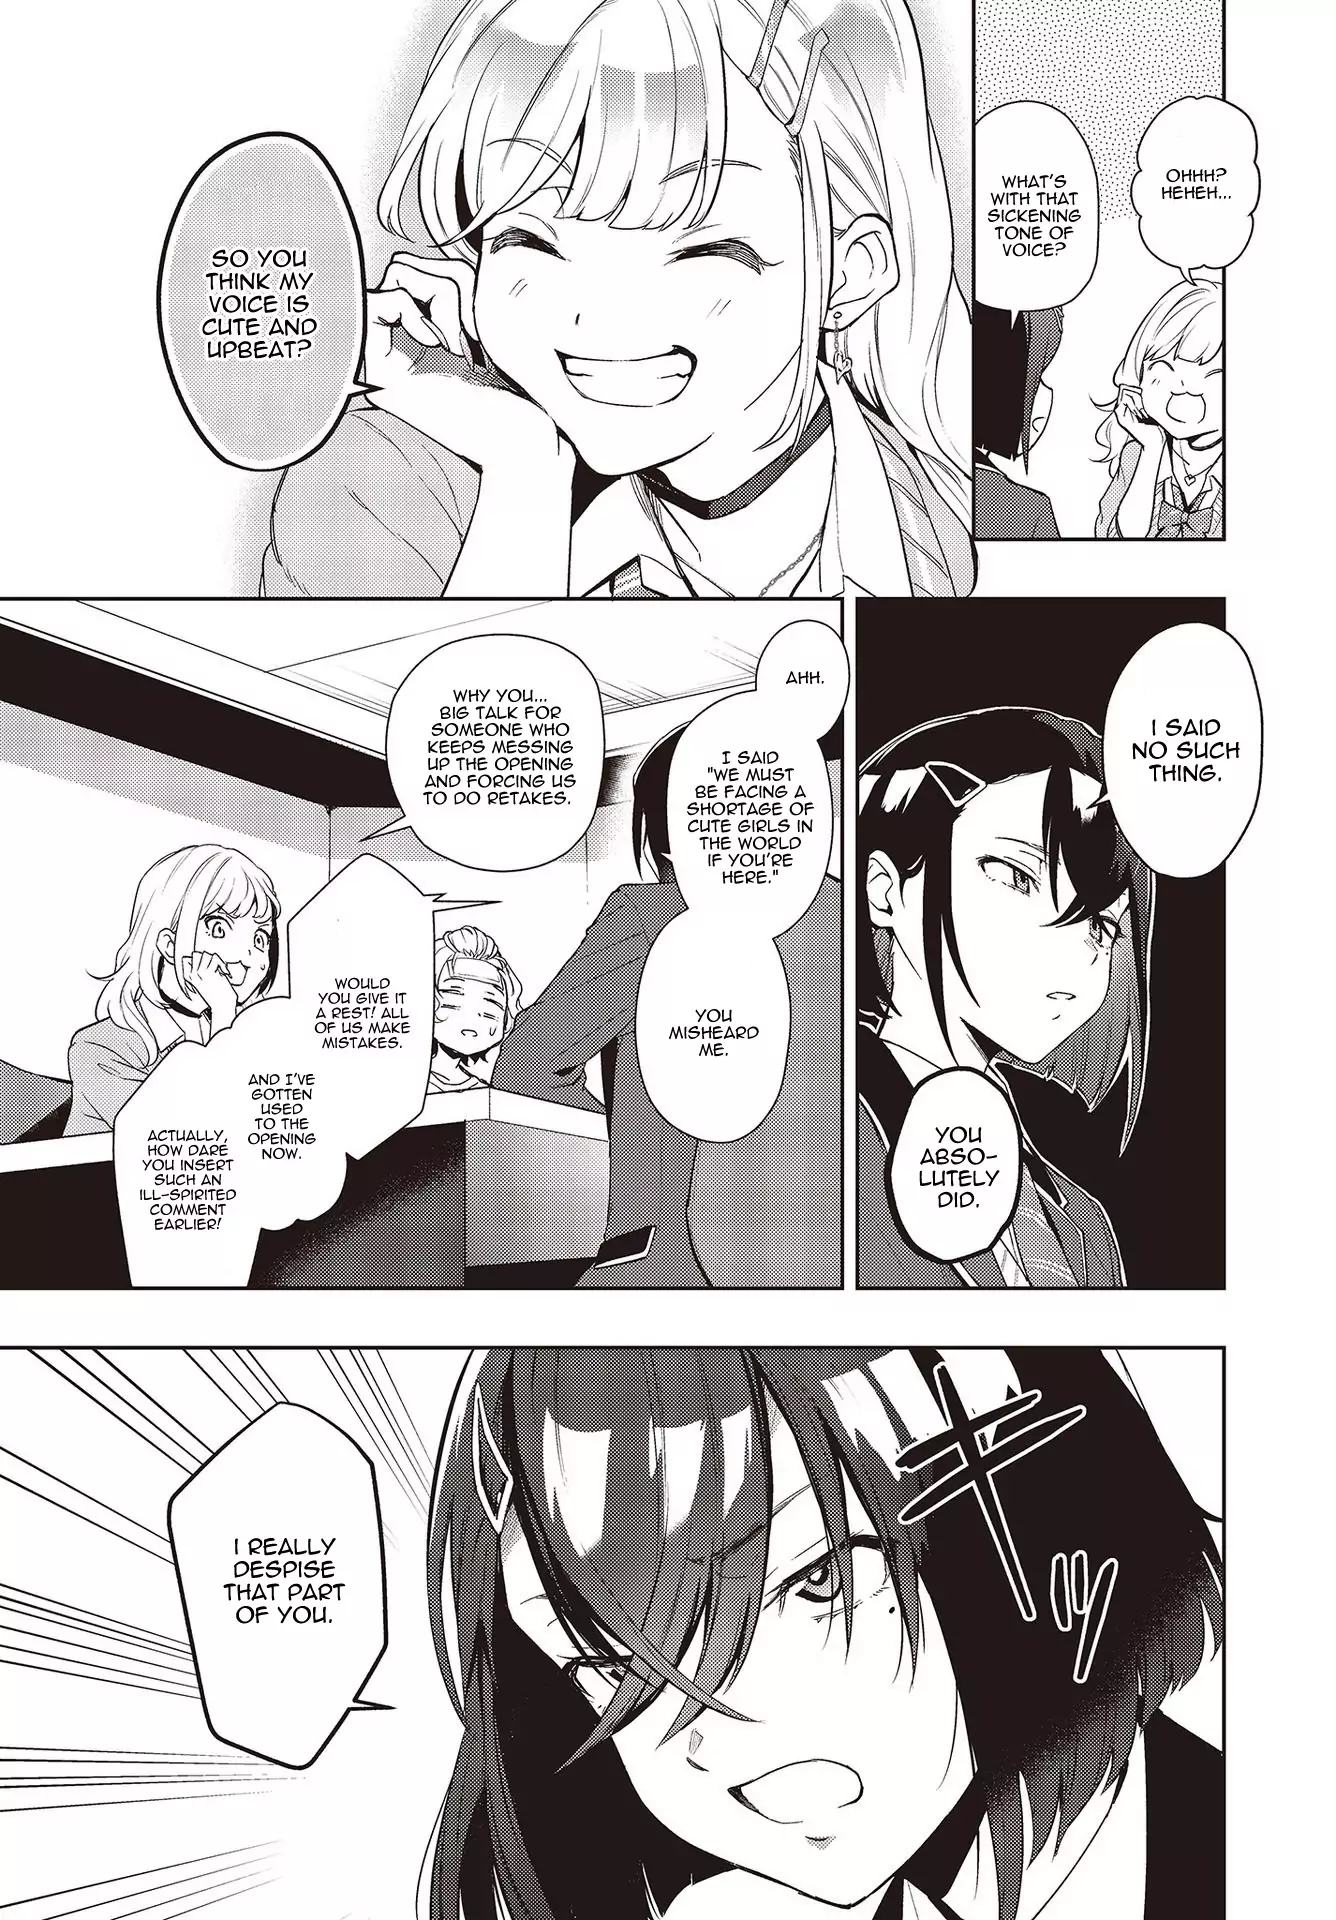 OHHH?
HEHEH...
WHAT'S
WITH THAT
SICKENING
TONE OF
VOICE?
SO YOU
THINK MY
VOICE IS
CUTE AND
UPBEAT?
I SAID
NO SUCH
THING.
YOU
ABSO-
LUTELY
DID.
AHH.
I SAID
"WE MUST
BE FACING A
SHORTAGE OF
CUTE GIRLS IN
THE WORLD
IF YOU'RE
HERE."
YOU
MISHEARD
ME.
WHY YOU...
BIG TALK FOR
SOMEONE WHO
KEEPS MESSING
UP THE OPENING
AND FORCING US
TO DO RETAKES.
WOULD
YOU GIVE IT
A REST! ALL
OF US MAKE
MISTAKES.
AND I'VE
GOTTEN
USED
TO THE
OPENING
NOW.
ACTUALLY,
HOW DARE
YOU INSERT
SUCH AN
ILL-SPIRITED
COMMENT
EARLIER!
キッ
I REALLY
DESPISE
THAT PART
OF YOU.